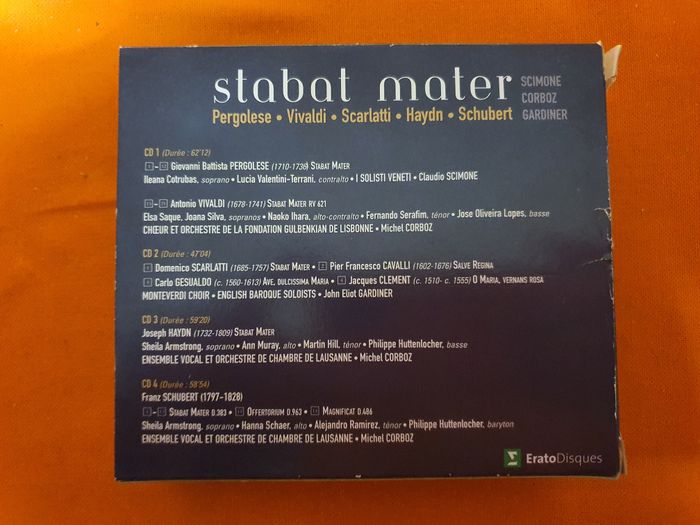 stabat mater
SCIMONE
CORBOZ
GARDINER
Pergolese • Vivaldi • Scarlatti • Haydn • Schubert
CD 1 (Durée : 62'12)
Giovanni Battista PERGOLESE (1710-1736) STABAT MATER
Ileana Cotrubas, soprano • Lucia Valentini-Terrani, contralto • I SOLISTI VENETI • Claudio SCIMONE
Antonio VIVALDI (1678-1741) STABAT MATER RV 621
Elsa Saque, Joana Silva, sopranos • Naoko Ihara, alto-contralto • Fernando Serafim, ténor • Jose Oliveira Lopes, basse
CHŒUR ET ORCHESTRE DE LA FONDATION GULBENKIAN DE LISBONNE • Michel CORBOZ
CD 2 (Durée : 47'04)
Domenico SCARLATTI (1685-1757) STABAT MATER • Pier Francesco CAVALLI (1602-1676) SALVE REGINA
Carlo GESUALDO (c. 1560-1613) AVE, DULCISSIMA MARIA • Jacques CLEMENT (c. 1510- c. 1555) O MARIA, VERNANS ROSA
MONTEVERDI CHOIR • ENGLISH BAROQUE SOLOISTS • John Eliot GARDINER
CD 3 (Durée : 59'20)
Joseph HAYDN (1732-1809) STABAT MATER
Sheila Armstrong, soprano • Ann Muray, alto • Martin Hill, ténor • Philippe Huttenlocher, basse
ENSEMBLE VOCAL ET ORCHESTRE DE CHAMBRE DE LAUSANNE • Michel CORBOZ
CD 4 (Durée : 58'54)
Franz SCHUBERT (1797-1828)
STABAT MATER D.383 • OFFERTORIUM D.963 • MAGNIFICAT D.486
Sheila Armstrong, soprano • Hanna Schaer, alto • Alejandro Ramirez, ténor • Philippe Huttenlocher, baryton
ENSEMBLE VOCAL ET ORCHESTRE DE CHAMBRE DE LAUSANNE • Michel CORBOZ
EratoDisques